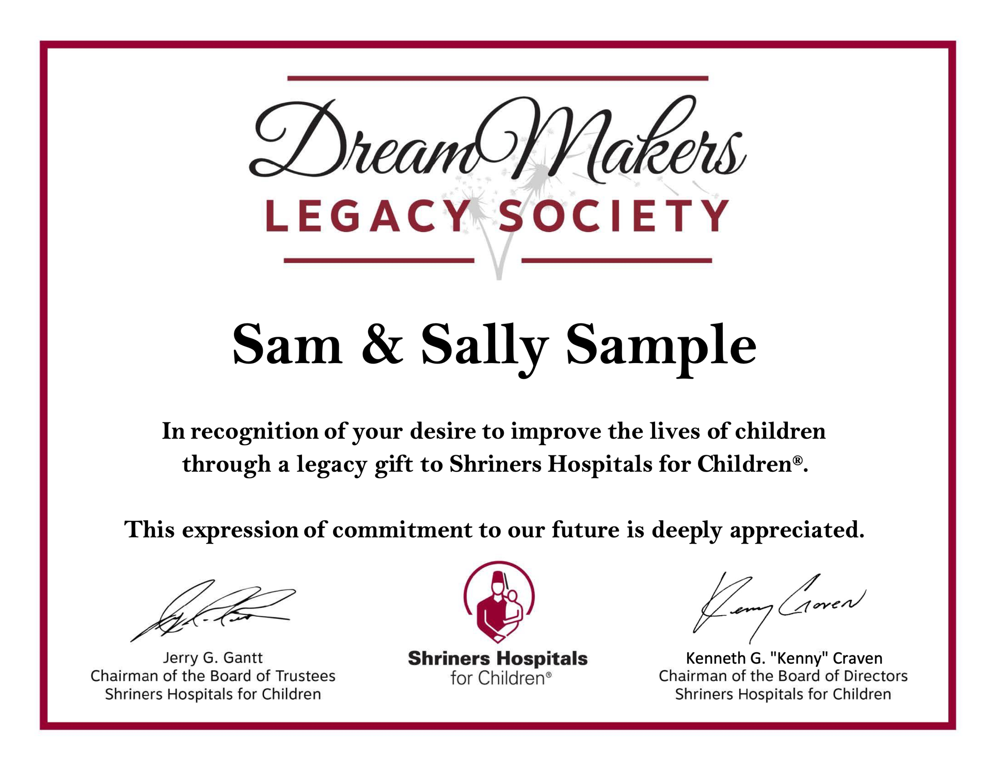 DreamMakers
LEGACY SOCIETY
Sam & Sally Sample
In recognition of your desire to improve the lives of children
through a legacy gift to Shriners Hospitals for Children®.
This expression of commitment to our future is deeply appreciated.
Jerry G. Gantt
Chairman of the Board of Trustees
Shriners Hospitals for Children
Shriners Hospitals
for Children®
Kenny Craven
Kenneth G. "Kenny" Craven
Chairman of the Board of Directors
Shriners Hospitals for Children